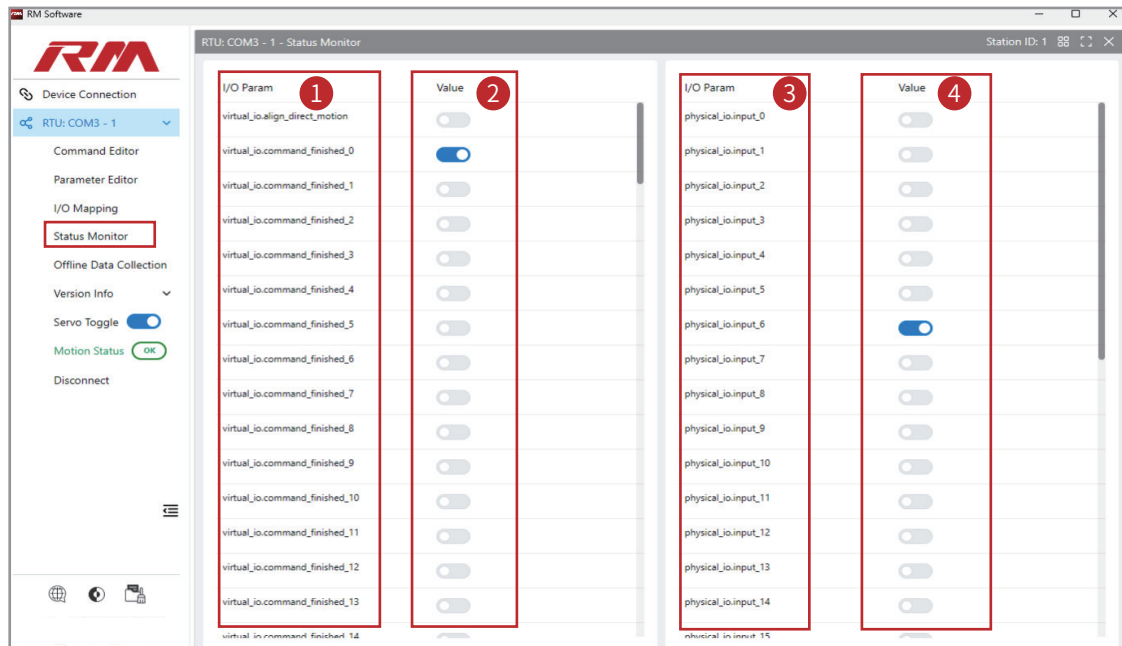 RM Software
RM
RTU: COM3 - 1 - Status Monitor
Station ID: 1
Device Connection
RTU: COM3 - 1
Command Editor
Parameter Editor
I/O Mapping
Status Monitor
Offline Data Collection
Version Info
Servo Toggle
Motion Status OK
Disconnect
I/O Param 1 Value 2
virtual_io.align_direct_motion
virtual_io.command_finished_0
virtual_io.command_finished_1
virtual_io.command_finished_2
virtual_io.command_finished_3
virtual_io.command_finished_4
virtual_io.command_finished_5
virtual_io.command_finished_6
virtual_io.command_finished_7
virtual_io.command_finished_8
virtual_io.command_finished_9
virtual_io.command_finished_10
virtual_io.command_finished_11
virtual_io.command_finished_12
virtual_io.command_finished_13
virtual_io.command_finished_14
I/O Param 3 Value 4
physical_io.input_0
physical_io.input_1
physical_io.input_2
physical_io.input_3
physical_io.input_4
physical_io.input_5
physical_io.input_6
physical_io.input_7
physical_io.input_8
physical_io.input_9
physical_io.input_10
physical_io.input_11
physical_io.input_12
physical_io.input_13
physical_io.input_14
physical_io.input_15